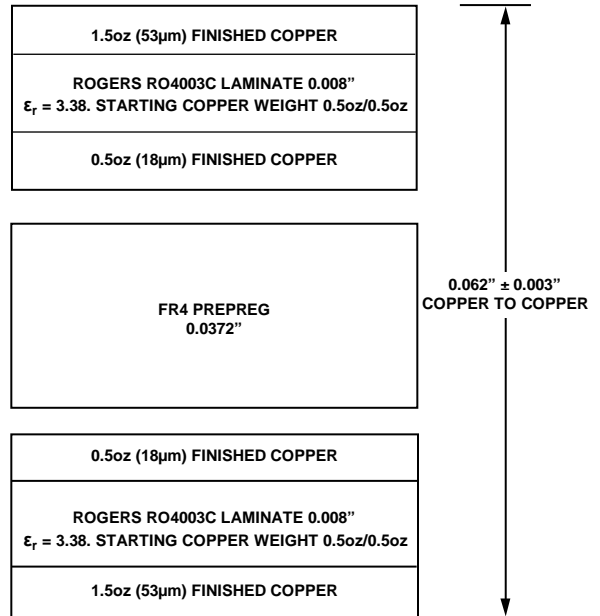 1.5oz (53µm) FINISHED COPPER
ROGERS RO4003C LAMINATE 0.008”
εr = 3.38. STARTING COPPER WEIGHT 0.5oz/0.5oz
0.5oz (18µm) FINISHED COPPER
FR4 PREPREG
0.0372”
0.062” ± 0.003”
COPPER TO COPPER
0.5oz (18µm) FINISHED COPPER
ROGERS RO4003C LAMINATE 0.008”
εr = 3.38. STARTING COPPER WEIGHT 0.5oz/0.5oz
1.5oz (53µm) FINISHED COPPER